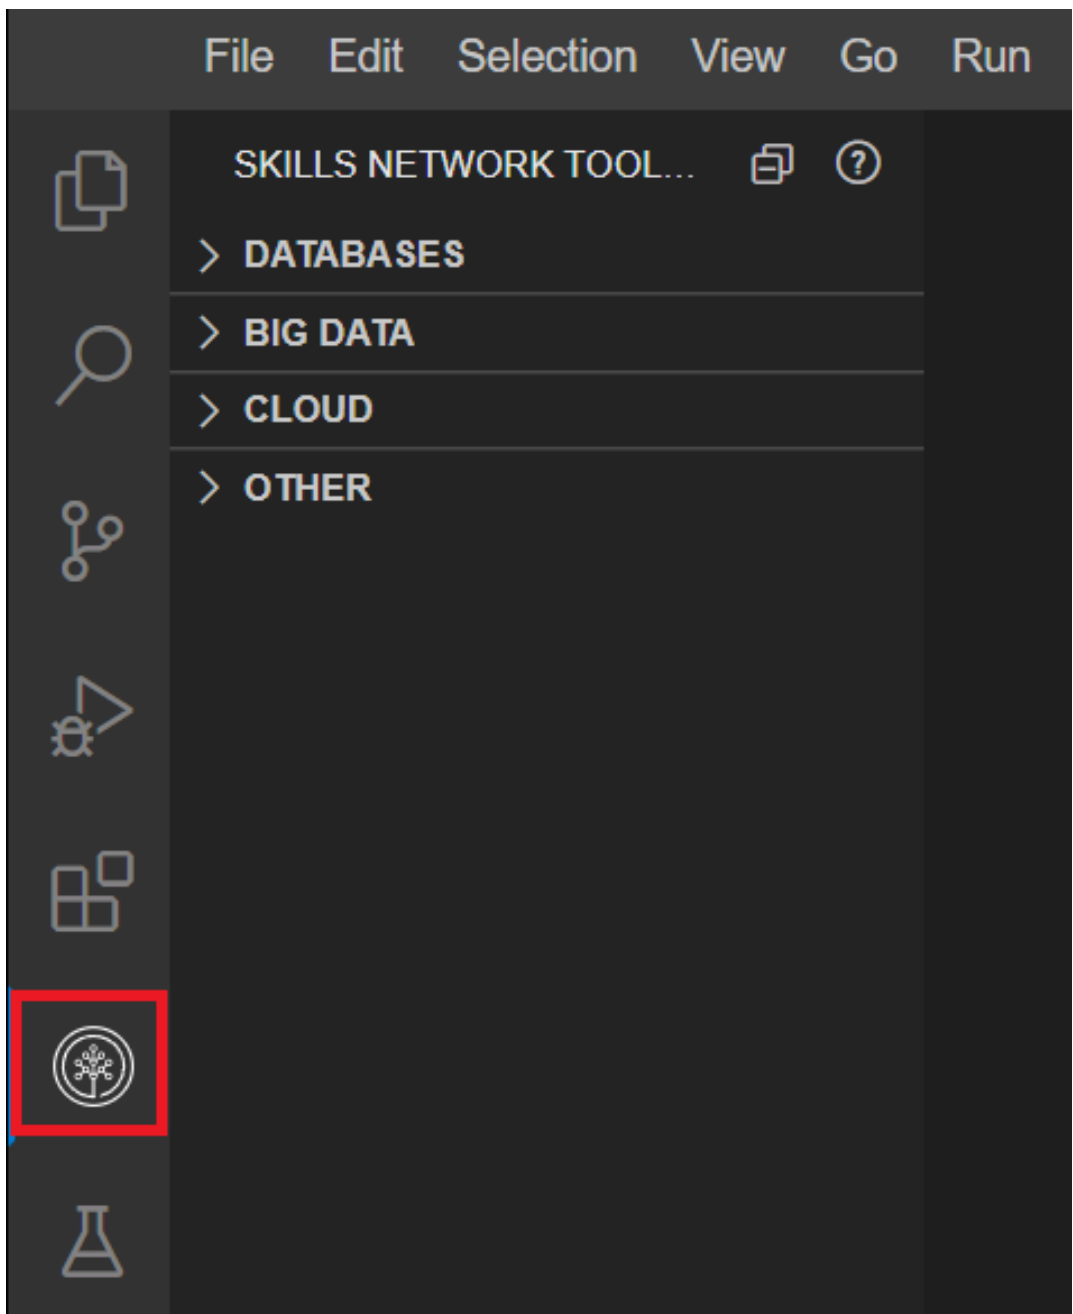 File Edit Selection View Go Run
SKILLS NETWORK TOOL...
DATABASES
BIG DATA
CLOUD
OTHER